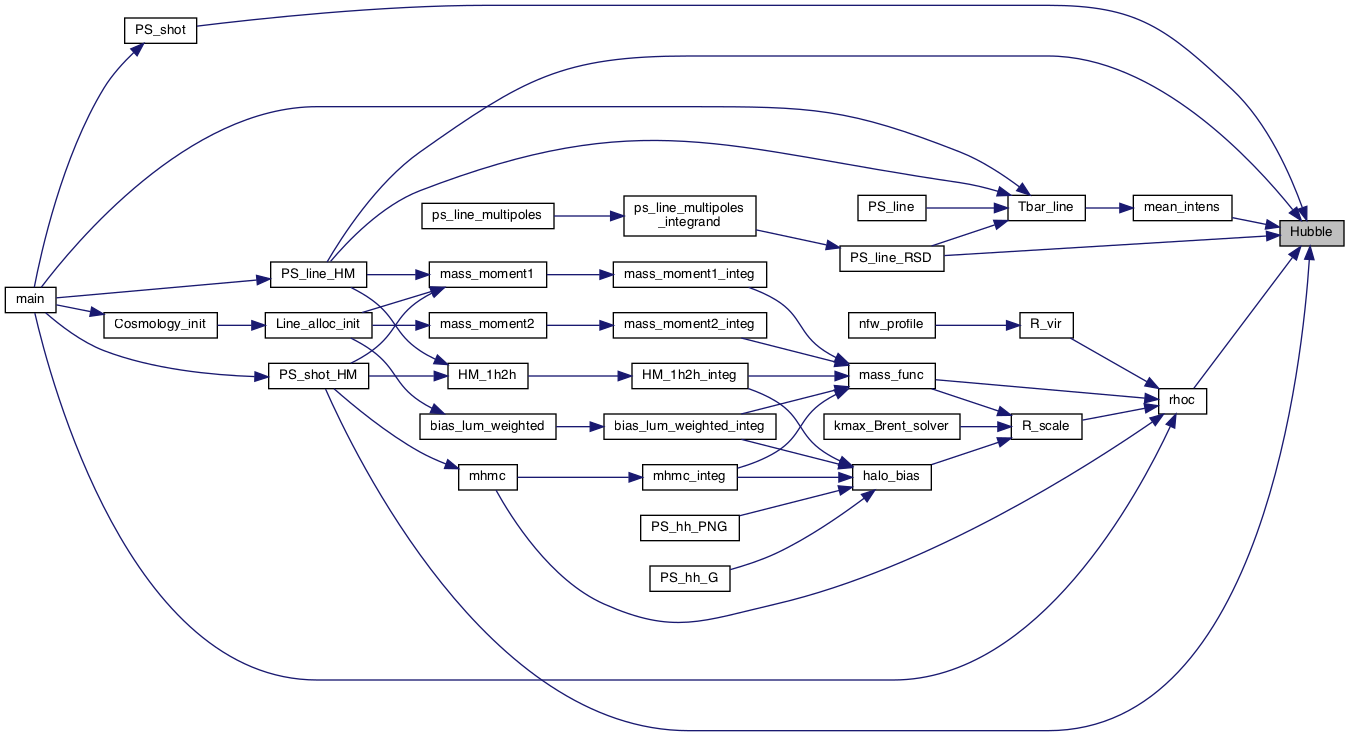 PS_shot
ps_line_multipoles
ps_line_multipoles
_integrand
PS_line
Tbar_line
mean_intens
Hubble
PS_line_RSD
PS_line_HM
mass_moment1
mass_moment1_integ
main
Cosmology_init
Line_alloc_init
mass_moment2
mass_moment2_integ
nfw_profile
R_vir
PS_shot_HM
HM_1h2h
HM_1h2h_integ
mass_func
rhoc
bias_lum_weighted
bias_lum_weighted_integ
kmax_Brent_solver
R_scale
mhmc
mhmc_integ
halo_bias
PS_hh_PNG
PS_hh_G